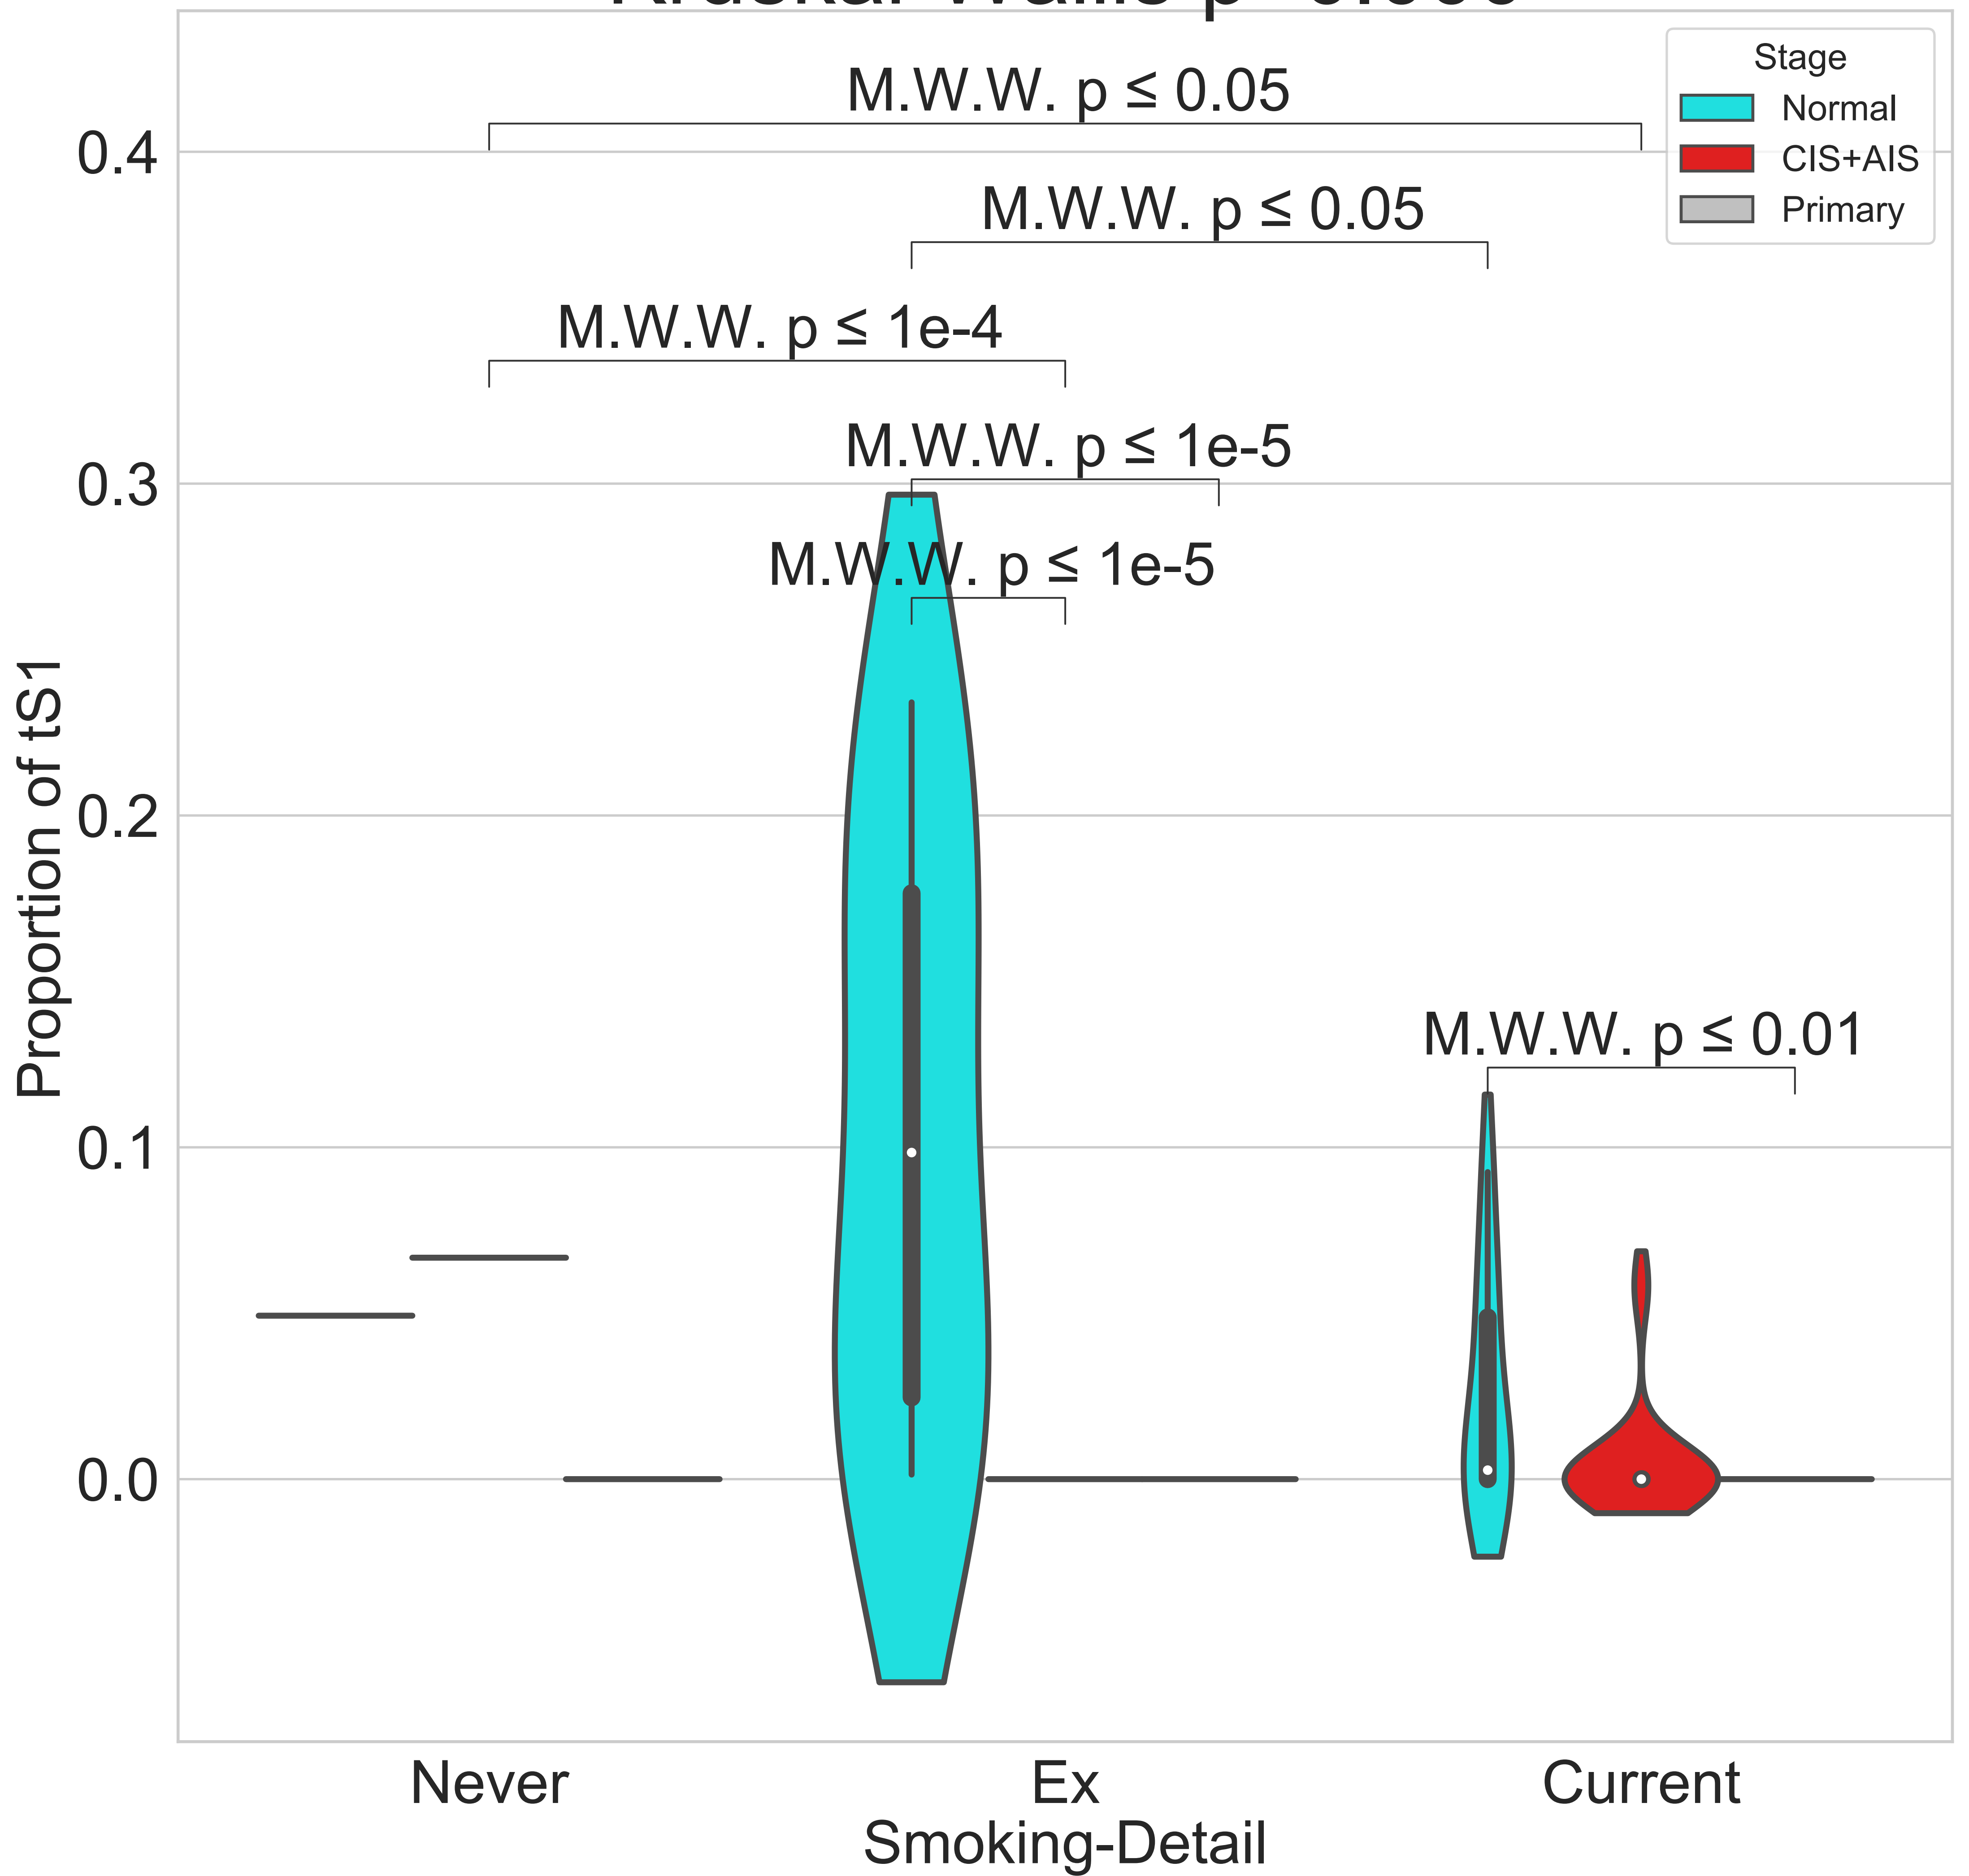 M.W.W. p ≤ 0.05
Stage
Normal
CIS+AIS
Primary
0.4
M.W.W. p ≤ 0.05
M.W.W. p ≤ 1e-4
M.W.W. p ≤ 1e-5
0.3
M.W.W. p ≤ 1e-5
Proportion of tS1
0.2
M.W.W. p ≤ 0.01
0.1
0.0
Never
Ex
Current
Smoking-Detail